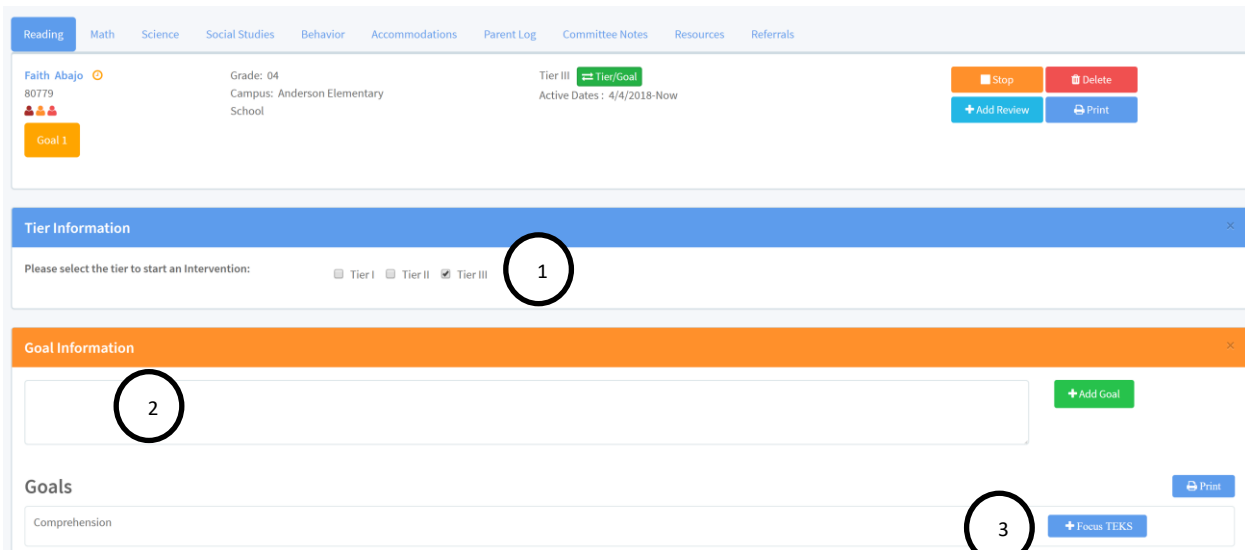 Reading Math Science Social Studies Behavior Accommodations Parent Log Committee Notes Resources Referrals
Faith Abajo Grade: 04 Tier III Tier/Goal Stop Delete
80779 Campus: Anderson Elementary Active Dates : 4/4/2018-Now
School + Add Review Print
Goal 1
Tier Information ×
Please select the tier to start an Intervention: Tier I Tier II Tier III 1
Goal Information ×
2 + Add Goal
Goals Print
Comprehension 3 + Focus TEKS